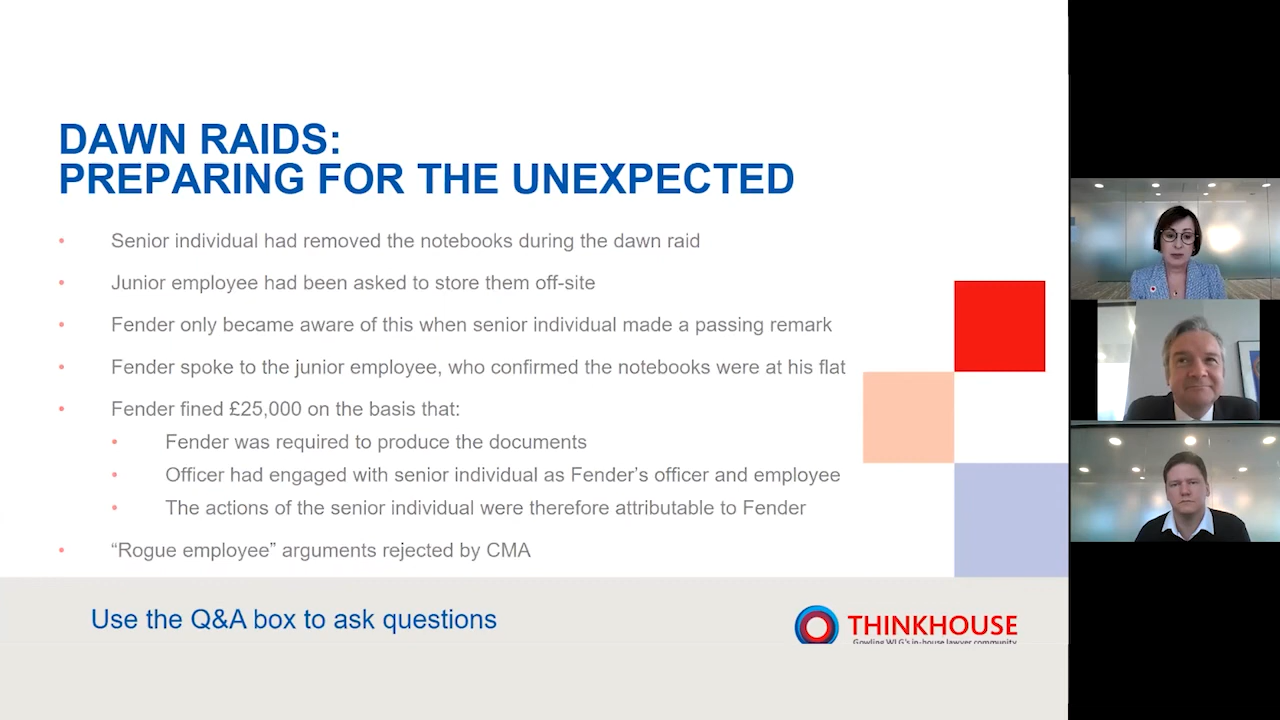 DAWN RAIDS:
PREPARING FOR THE UNEXPECTED
• Senior individual had removed the notebooks during the dawn raid
• Junior employee had been asked to store them off-site
• Fender only became aware of this when senior individual made a passing remark
• Fender spoke to the junior employee, who confirmed the notebooks were at his flat
• Fender fined £25,000 on the basis that:
• Fender was required to produce the documents
• Officer had engaged with senior individual as Fender's officer and employee
• The actions of the senior individual were therefore attributable to Fender
• “Rogue employee” arguments rejected by CMA
Use the Q&A box to ask questions
THINKHOUSE
Gowling WLG's in-house lawyer community